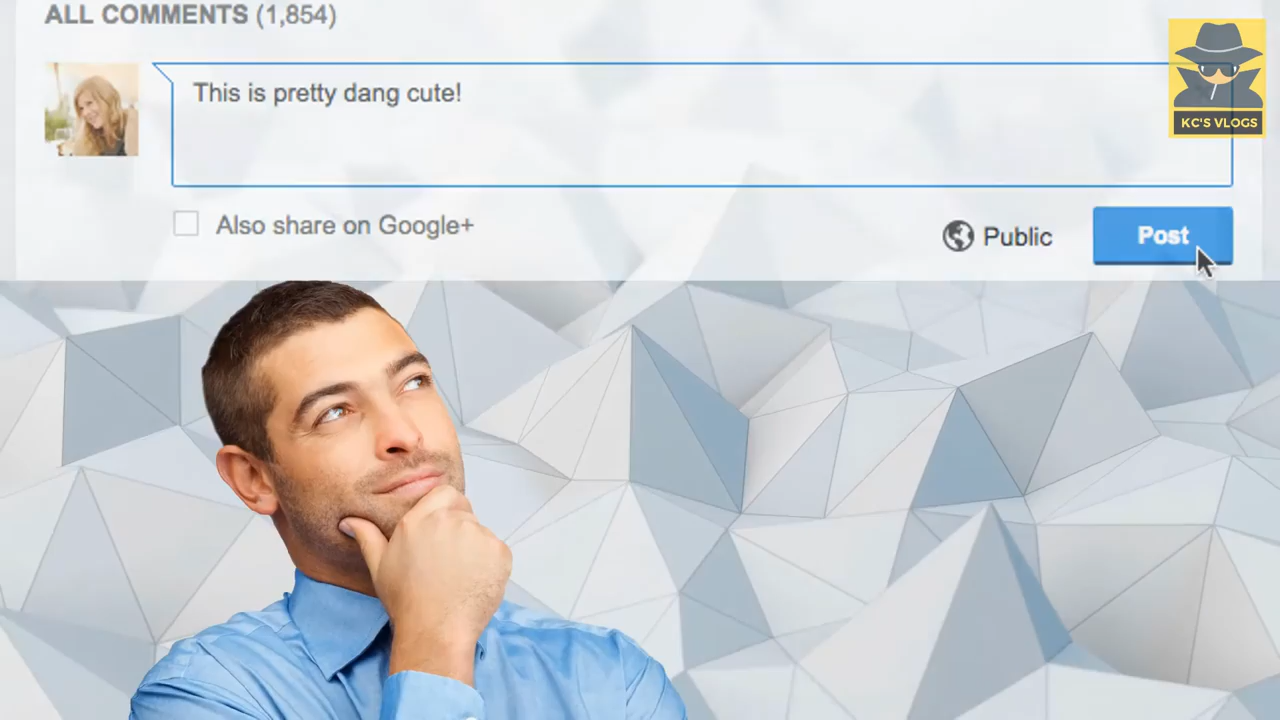 ALL COMMENTS (1,854)
This is pretty dang cute!
KC'S VLOGS
Also share on Google+
Public
Post